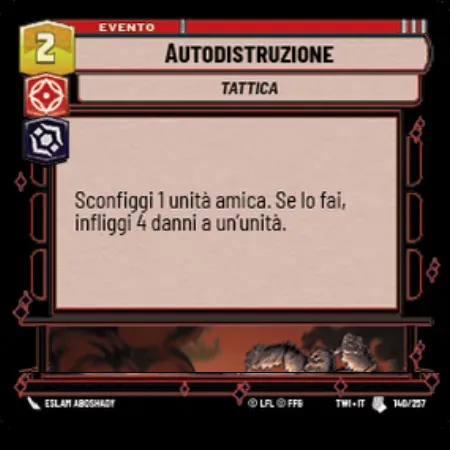 EVENTO
2
AUTODISTRUZIONE
TATTICA
Sconfiggi 1 unità amica. Se lo fai,
infliggi 4 danni a un'unità.
ESLAM ABOSHADY Ⓒ LFL Ⓒ FFG TWI • IT 140/257